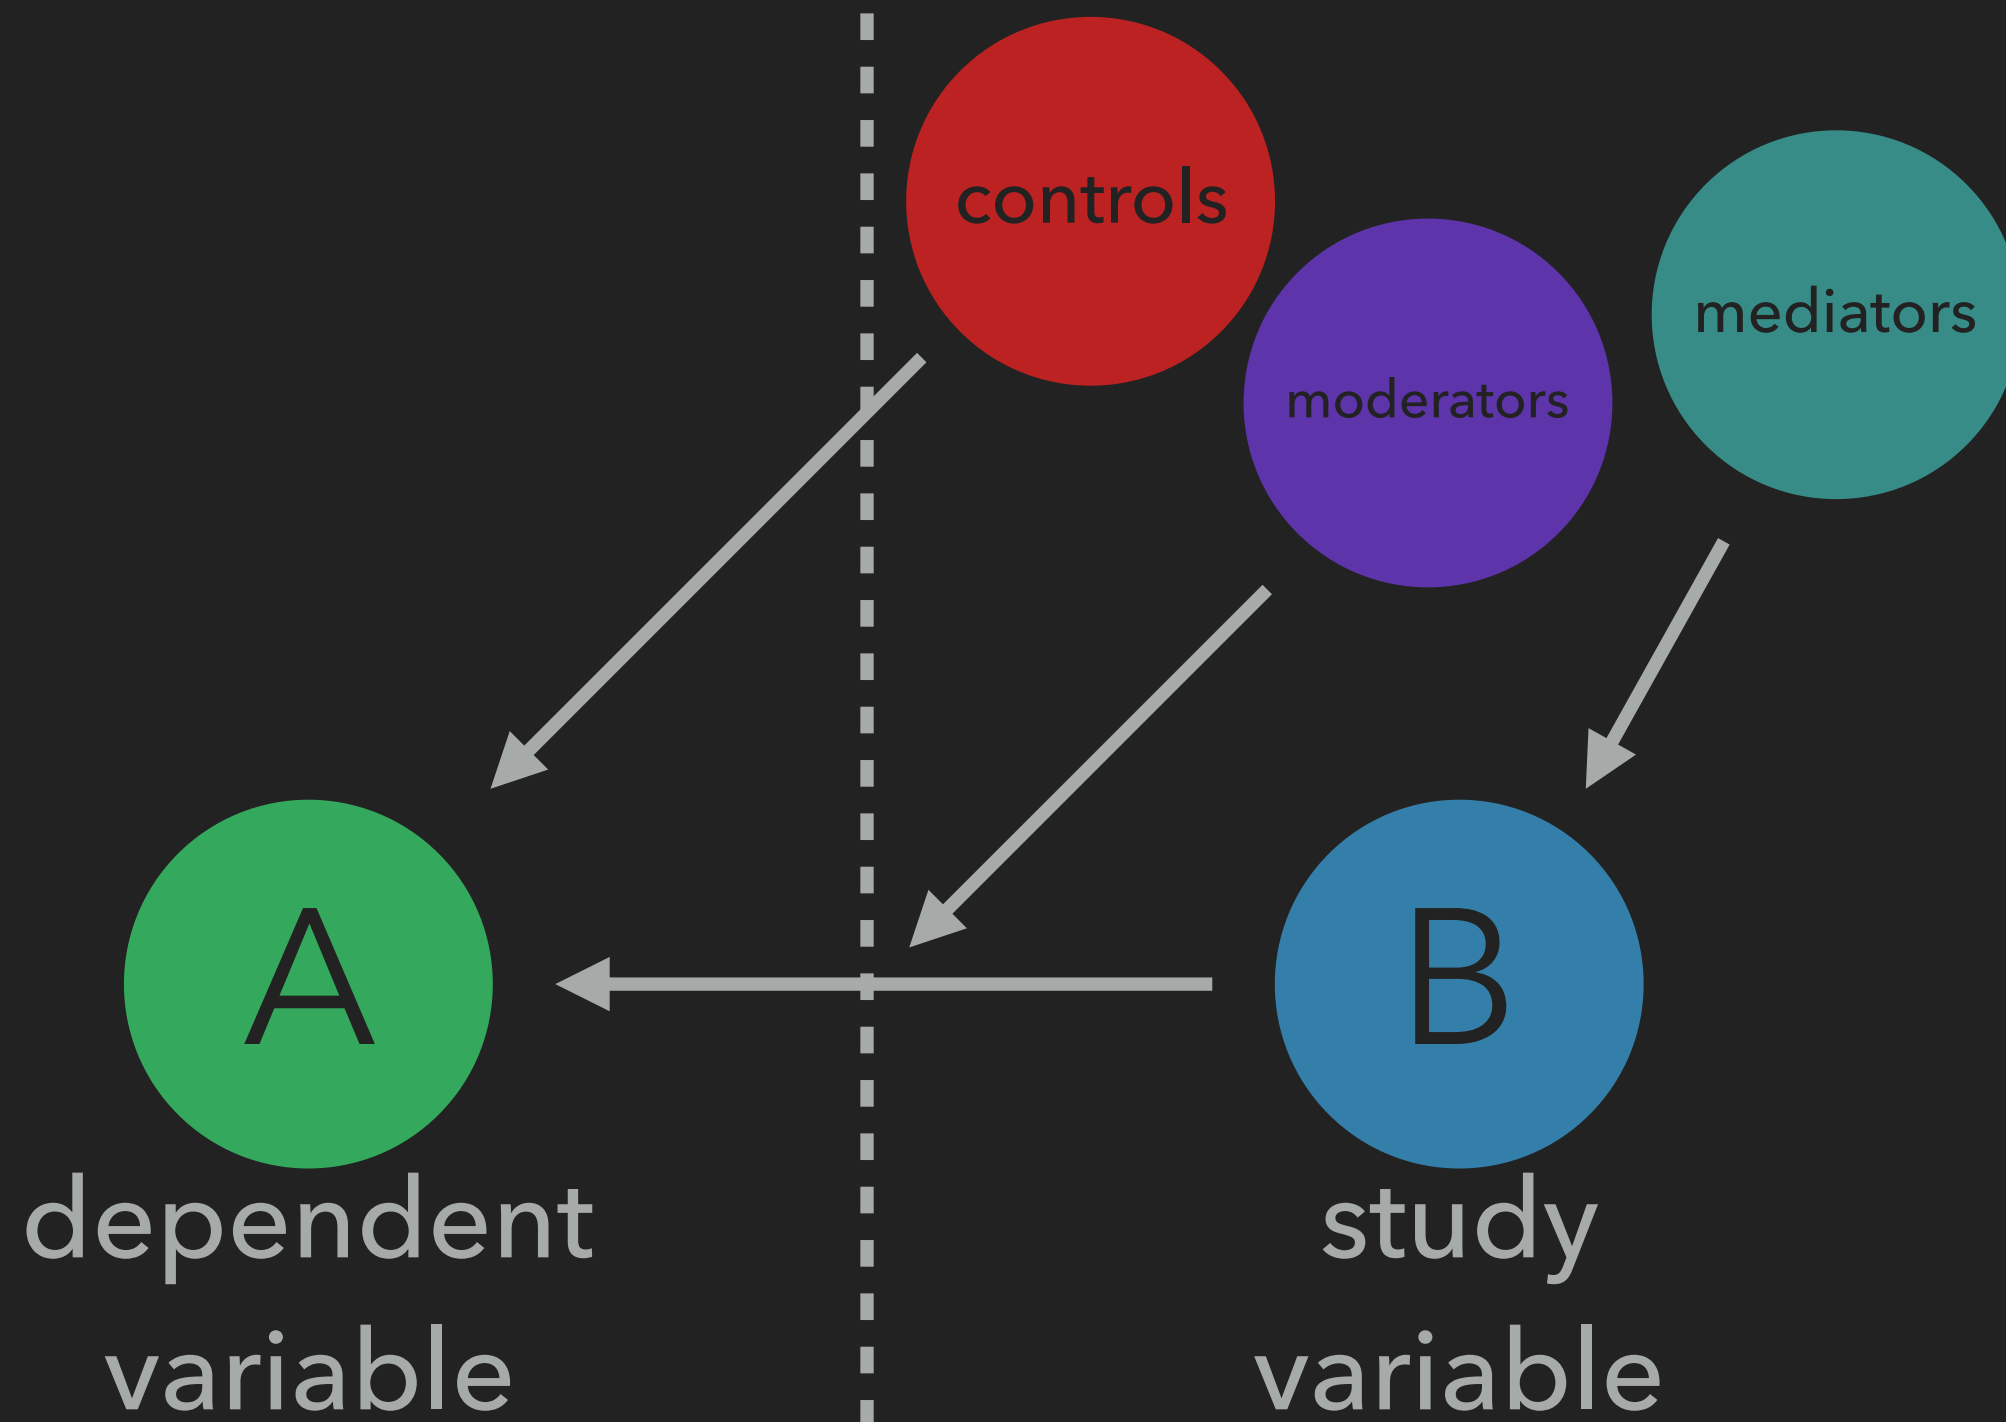 controls
mediators
moderators
A
B
dependent
variable
study
variable